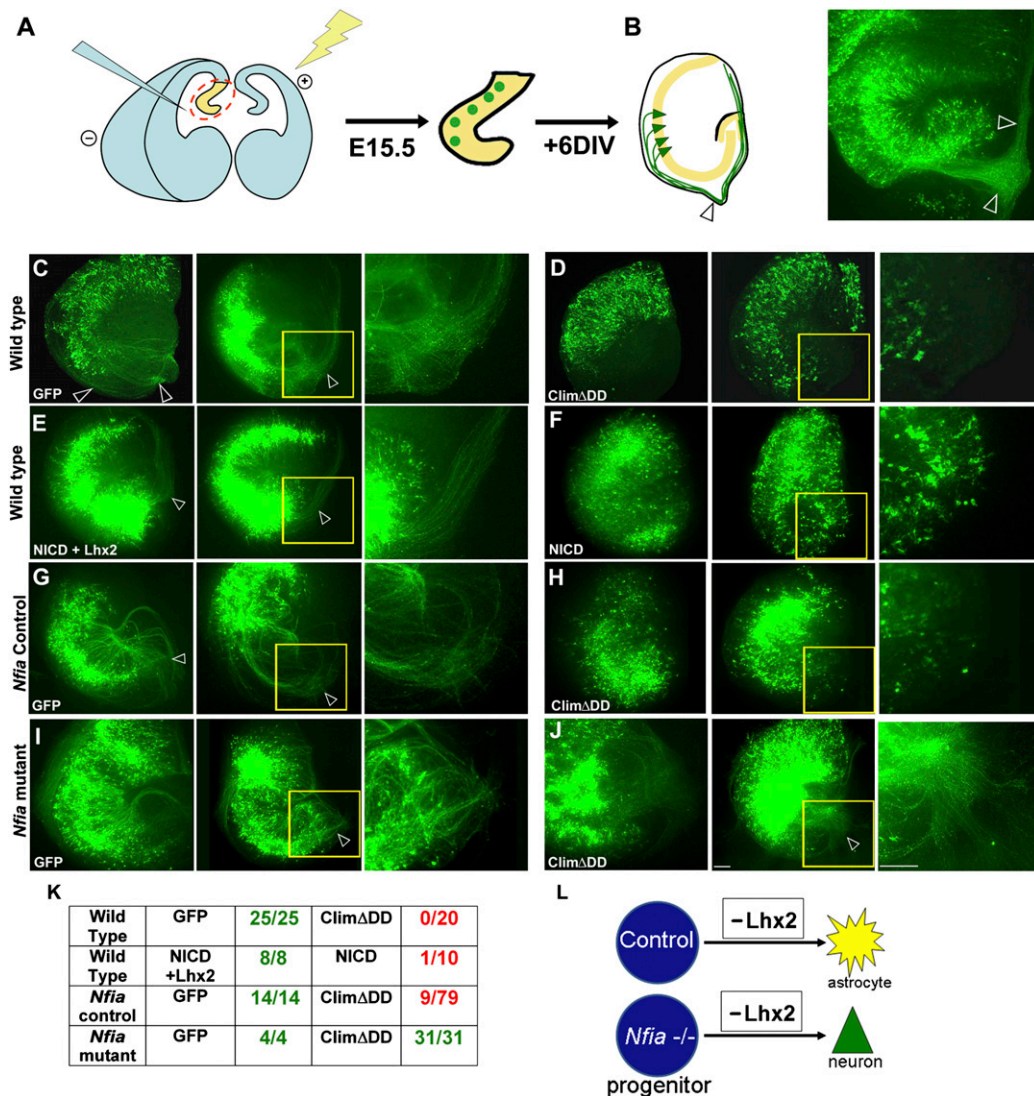 A
B
+
−
E15.5
+6DIV
C
D
Wild type
GFP
ClimΔDD
E
F
Wild type
NICD + Lhx2
NICD
G
H
Nfia Control
GFP
ClimΔDD
I
J
Nfia mutant
GFP
ClimΔDD
K
Wild Type GFP 25/25 ClimΔDD 0/20
Wild Type NICD +Lhx2 8/8 NICD 1/10
Nfia control GFP 14/14 ClimΔDD 9/79
Nfia mutant GFP 4/4 ClimΔDD 31/31
L
Control
−Lhx2
astrocyte
Nfia -/-
−Lhx2
neuron
progenitor